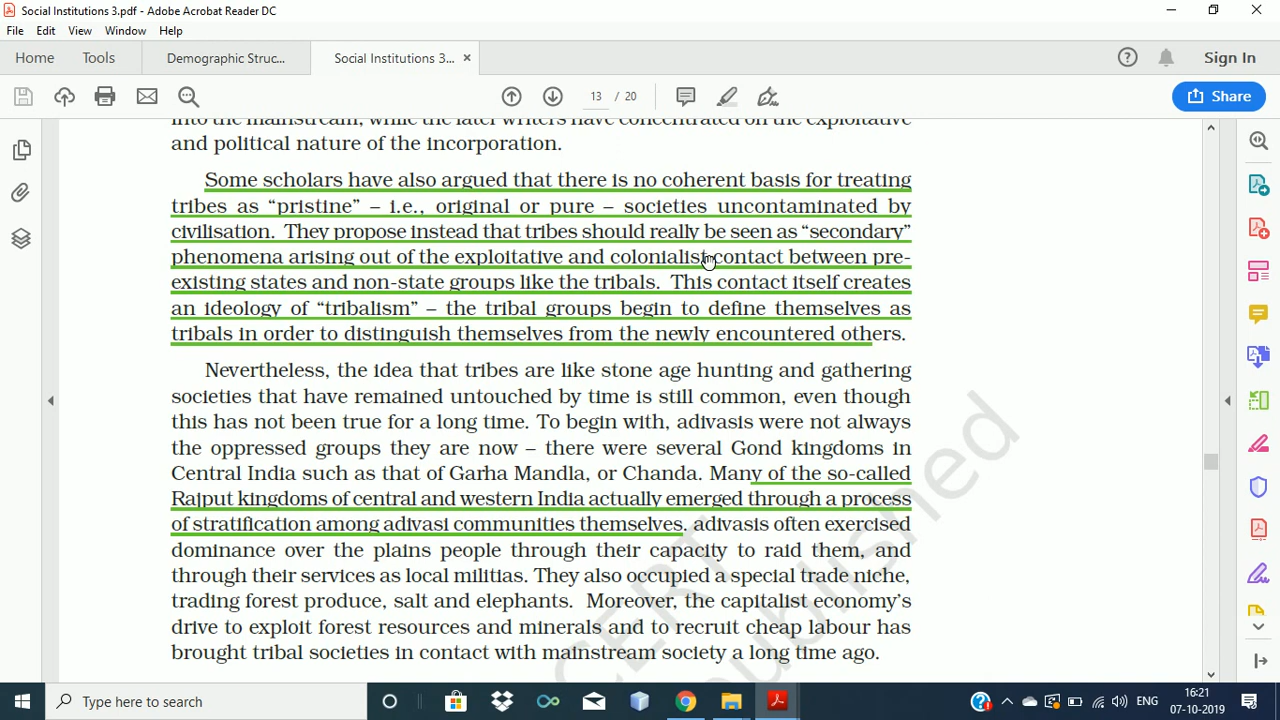 Social Institutions 3.pdf - Adobe Acrobat Reader DC
File Edit View Window Help
Home Tools Demographic Struc... Social Institutions 3... × Sign In
13 / 20 Share
into the mainstream, while the later writers have concentrated on the exploitative
and political nature of the incorporation.
Some scholars have also argued that there is no coherent basis for treating
tribes as “pristine” – i.e., original or pure – societies uncontaminated by
civilisation. They propose instead that tribes should really be seen as “secondary”
phenomena arising out of the exploitative and colonialist contact between pre-
existing states and non-state groups like the tribals. This contact itself creates
an ideology of “tribalism” – the tribal groups begin to define themselves as
tribals in order to distinguish themselves from the newly encountered others.
Nevertheless, the idea that tribes are like stone age hunting and gathering
societies that have remained untouched by time is still common, even though
this has not been true for a long time. To begin with, adivasis were not always
the oppressed groups they are now – there were several Gond kingdoms in
Central India such as that of Garha Mandla, or Chanda. Many of the so-called
Rajput kingdoms of central and western India actually emerged through a process
of stratification among adivasi communities themselves. adivasis often exercised
dominance over the plains people through their capacity to raid them, and
through their services as local militias. They also occupied a special trade niche,
trading forest produce, salt and elephants. Moreover, the capitalist economy’s
drive to exploit forest resources and minerals and to recruit cheap labour has
brought tribal societies in contact with mainstream society a long time ago.
CERT
published
Type here to search
ENG
16:21
07-10-2019